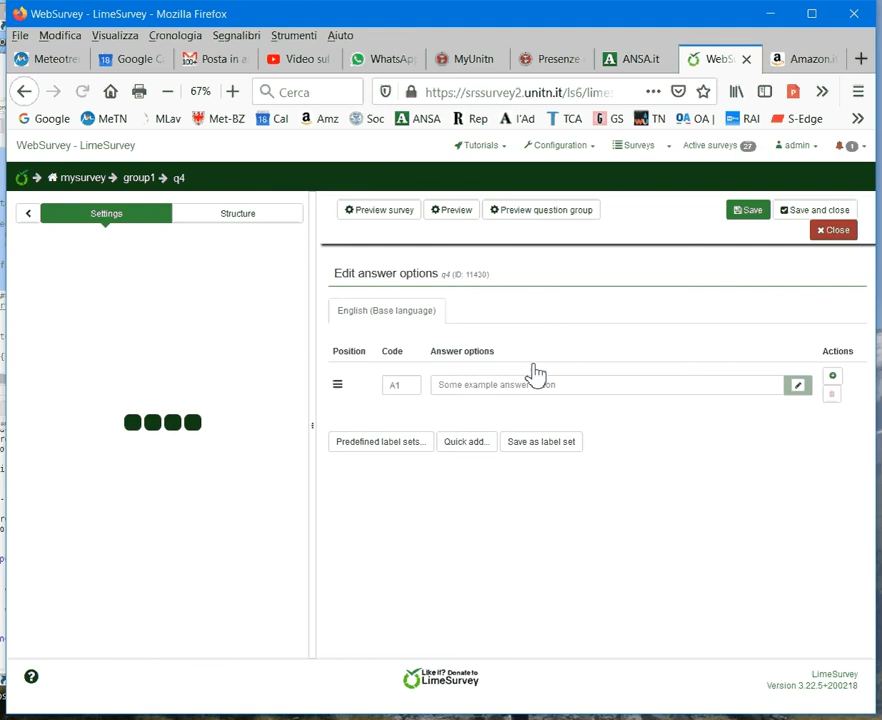 WebSurvey - LimeSurvey - Mozilla Firefox
File Modifica Visualizza Cronologia Segnalibri Strumenti Aiuto
Meteotre Google C 100+ Posta in a Video sul WhatsAp MyUnitn Presenze ANSA.it WebSu Amazon.i
67% Cerca https://srssurvey2.unitn.it/ls6/lime
Google MeTN MLav Met-BZ Cal Amz Soc ANSA Rep l'Ad TCA GS TN OA | RAI S-Edge
WebSurvey - LimeSurvey Tutorials Configuration Surveys Active surveys 27 admin 1
mysurvey group1 q4
Settings Structure Preview survey Preview Preview question group Save Save and close
Close
Edit answer options q4 (ID: 11430)
English (Base language)
Position Code Answer options Actions
A1 Some example answer option
Predefined label sets... Quick add... Save as label set
Like it? Donate to
LimeSurvey
LimeSurvey
Version 3.22.5+200218